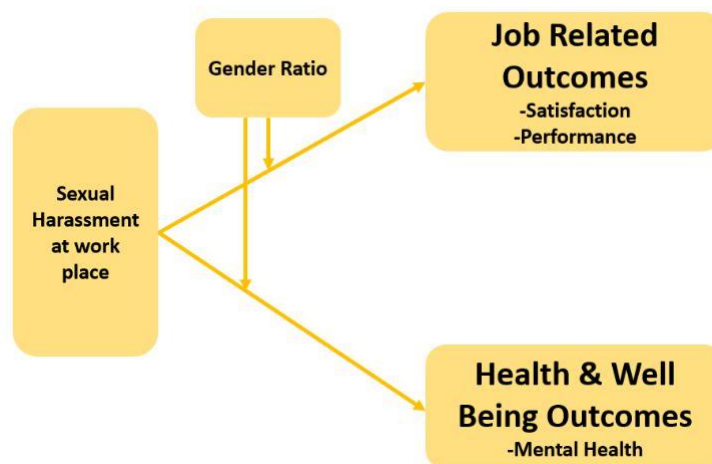 Gender Ratio
Job Related
Outcomes
-Satisfaction
-Performance
Sexual
Harassment
at work
place
Health & Well
Being Outcomes
-Mental Health